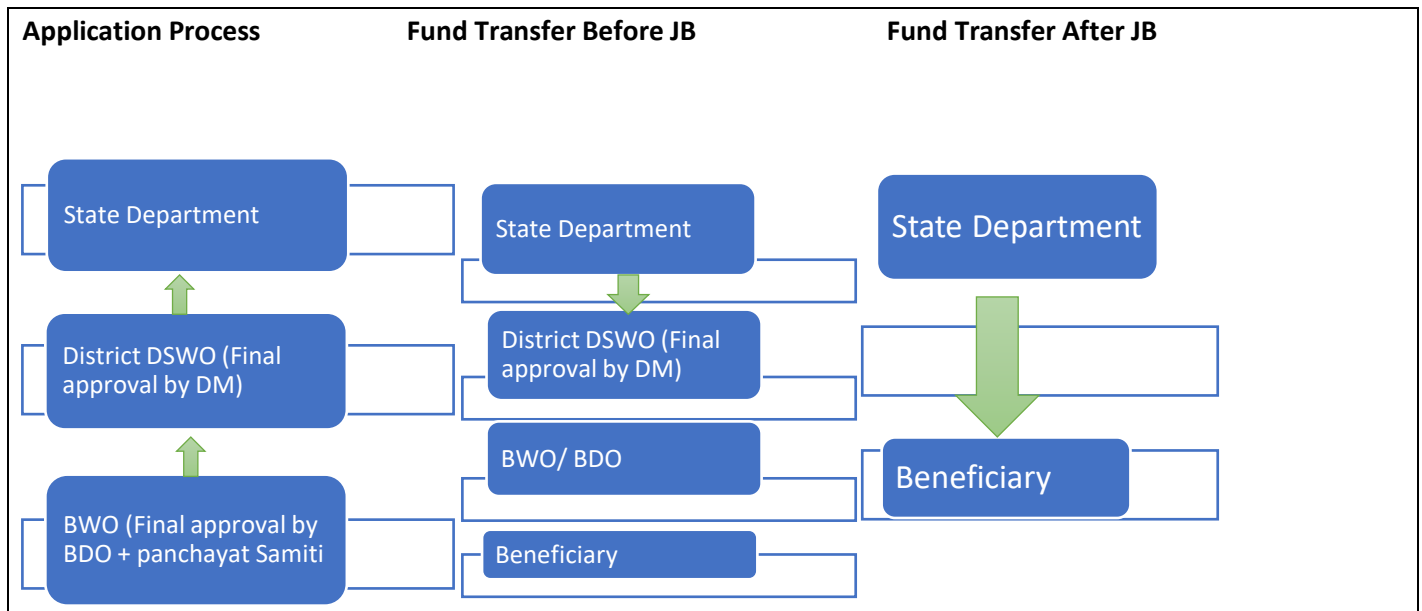 Application Process
Fund Transfer Before JB
Fund Transfer After JB
State Department
District DSWO (Final
approval by DM)
BWO (Final approval by
BDO + panchayat Samiti
State Department
District DSWO (Final
approval by DM)
BWO/ BDO
Beneficiary
State Department
Beneficiary